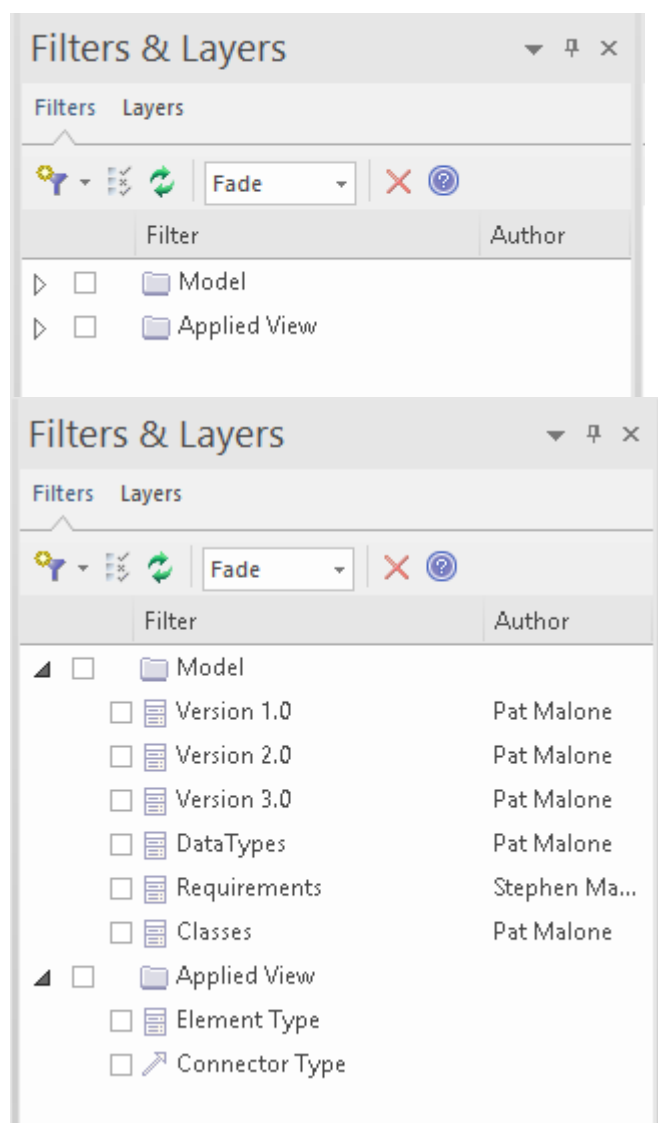 Filters & Layers
Filters Layers
Fade
Filter Author
Model
Applied View
Filters & Layers
Filters Layers
Fade
Filter Author
Model
Version 1.0 Pat Malone
Version 2.0 Pat Malone
Version 3.0 Pat Malone
DataTypes Pat Malone
Requirements Stephen Ma...
Classes Pat Malone
Applied View
Element Type
Connector Type